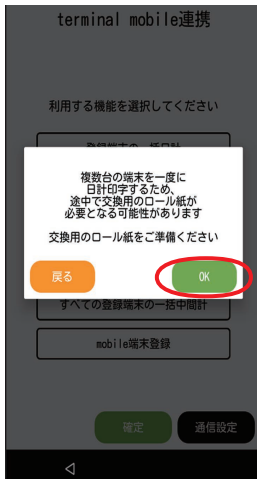 terminal mobile連携
利用する機能を選択してください
複数台の端末を一度に
日計印字するため、
途中で交換用のロール紙が
必要となる可能性があります
交換用のロール紙をご準備ください
戻る
OK
すべての登録端末の一括中間計
mobile端末登録
確定
通信設定